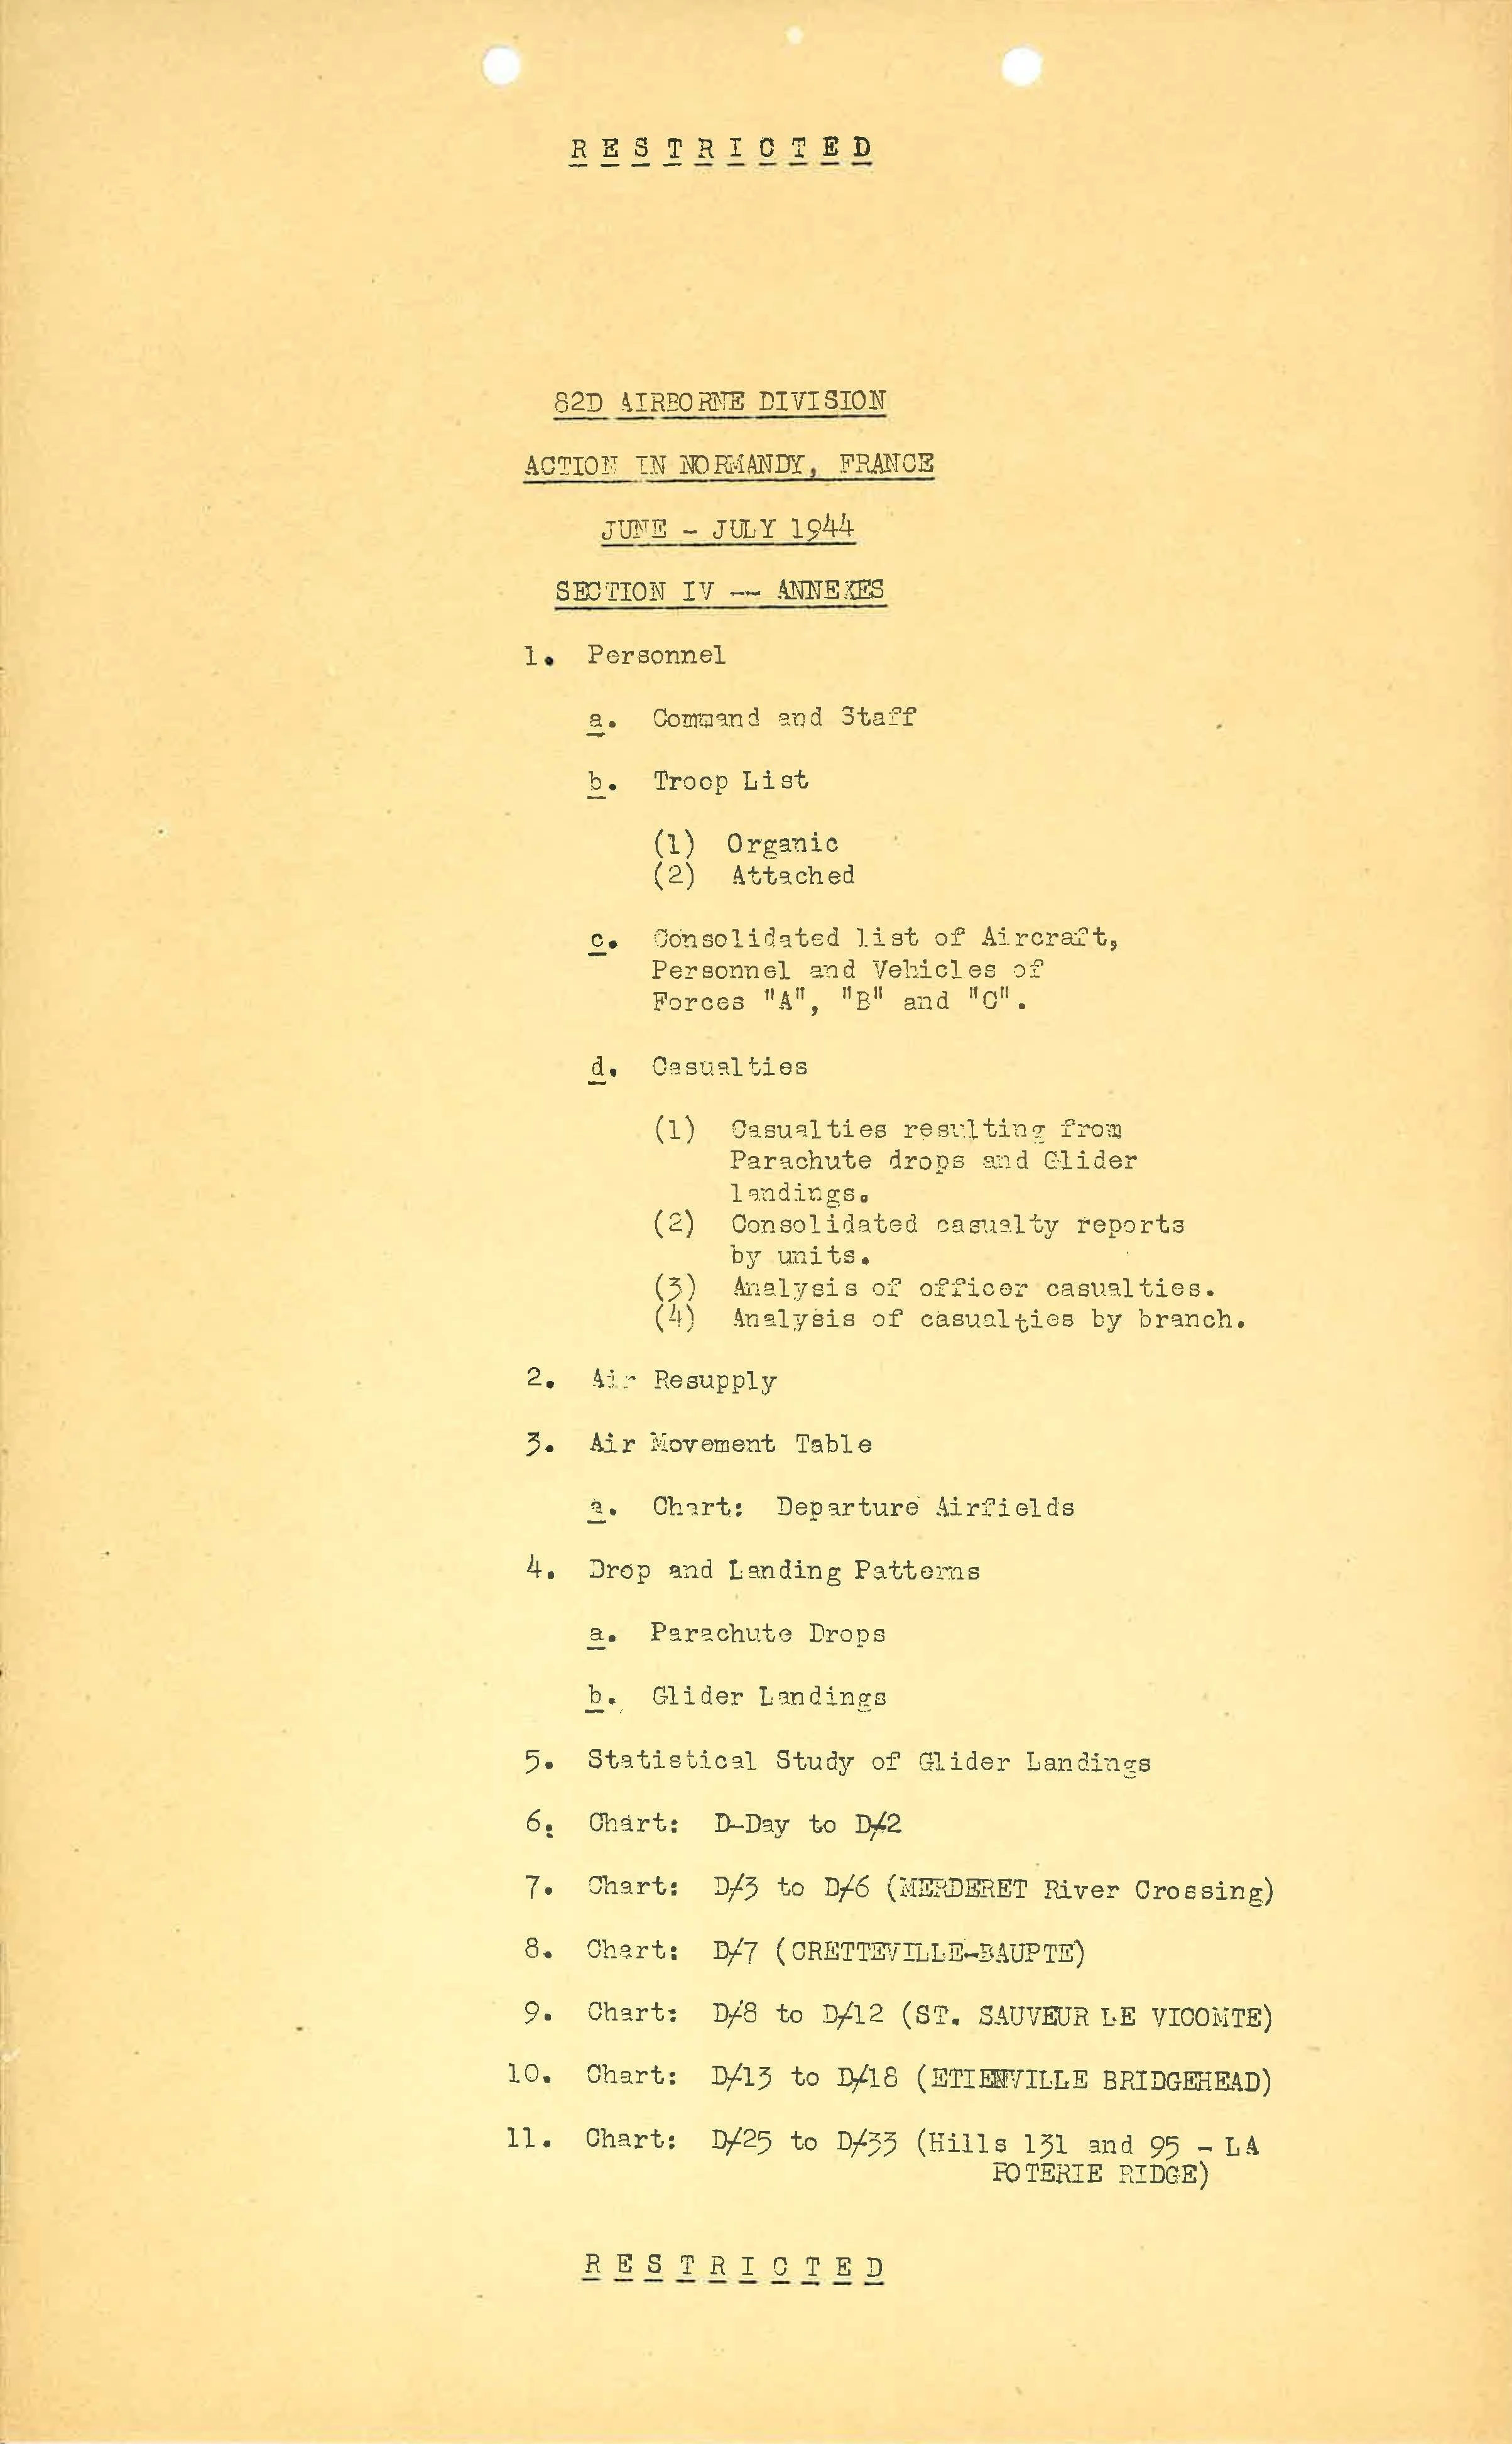 R E S T R I C T E D
82D AIRBORNE DIVISION
ACTION IN NORMANDY, FRANCE
JUNE - JULY 1944
SECTION IV -- ANNEXES
1. Personnel
a. Command and Staff
b. Troop List
(1) Organic
(2) Attached
c. Consolidated list of Aircraft,
Personnel and Vehicles of
Forces "A", "B" and "C".
d. Casualties
(1) Casualties resulting from
Parachute drops and Glider
landings.
(2) Consolidated casualty reports
by units.
(3) Analysis of officer casualties.
(4) Analysis of casualties by branch.
2. Air Resupply
3. Air Movement Table
a. Chart: Departure Airfields
4. Drop and Landing Patterns
a. Parachute Drops
b. Glider Landings
5. Statistical Study of Glider Landings
6. Chart: D-Day to D/2
7. Chart: D/3 to D/6 (MERDERET River Crossing)
8. Chart: D/7 (CRETTEVILLE-BAUPTE)
9. Chart: D/8 to D/12 (ST. SAUVEUR LE VICOMTE)
10. Chart: D/13 to D/18 (ETIENVILLE BRIDGEHEAD)
11. Chart: D/25 to D/33 (Hills 131 and 95 - LA
POTERIE RIDGE)
R E S T R I C T E D